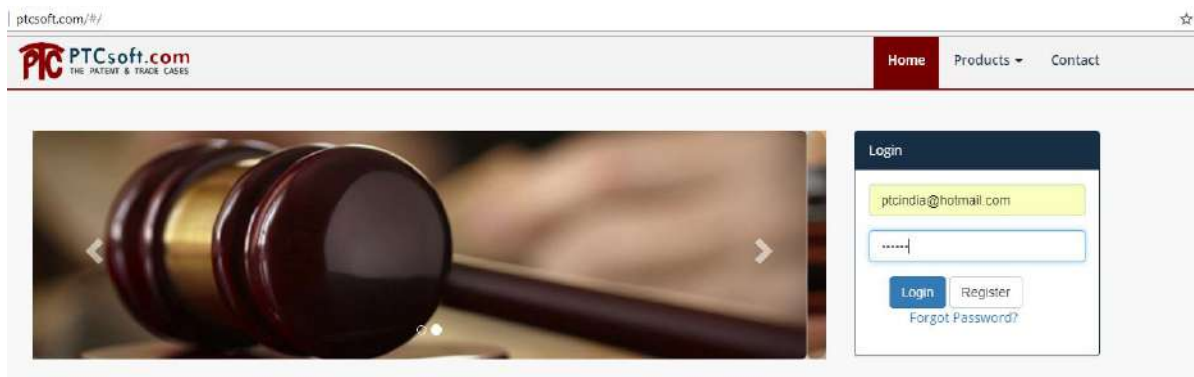 ptcsoft.com/#/
PTC PTCsoft.com
THE PATENT & TRADE CASES
Home Products Contact
Login
ptcindia@hotmail.com
••••••
Login Register
Forgot Password?